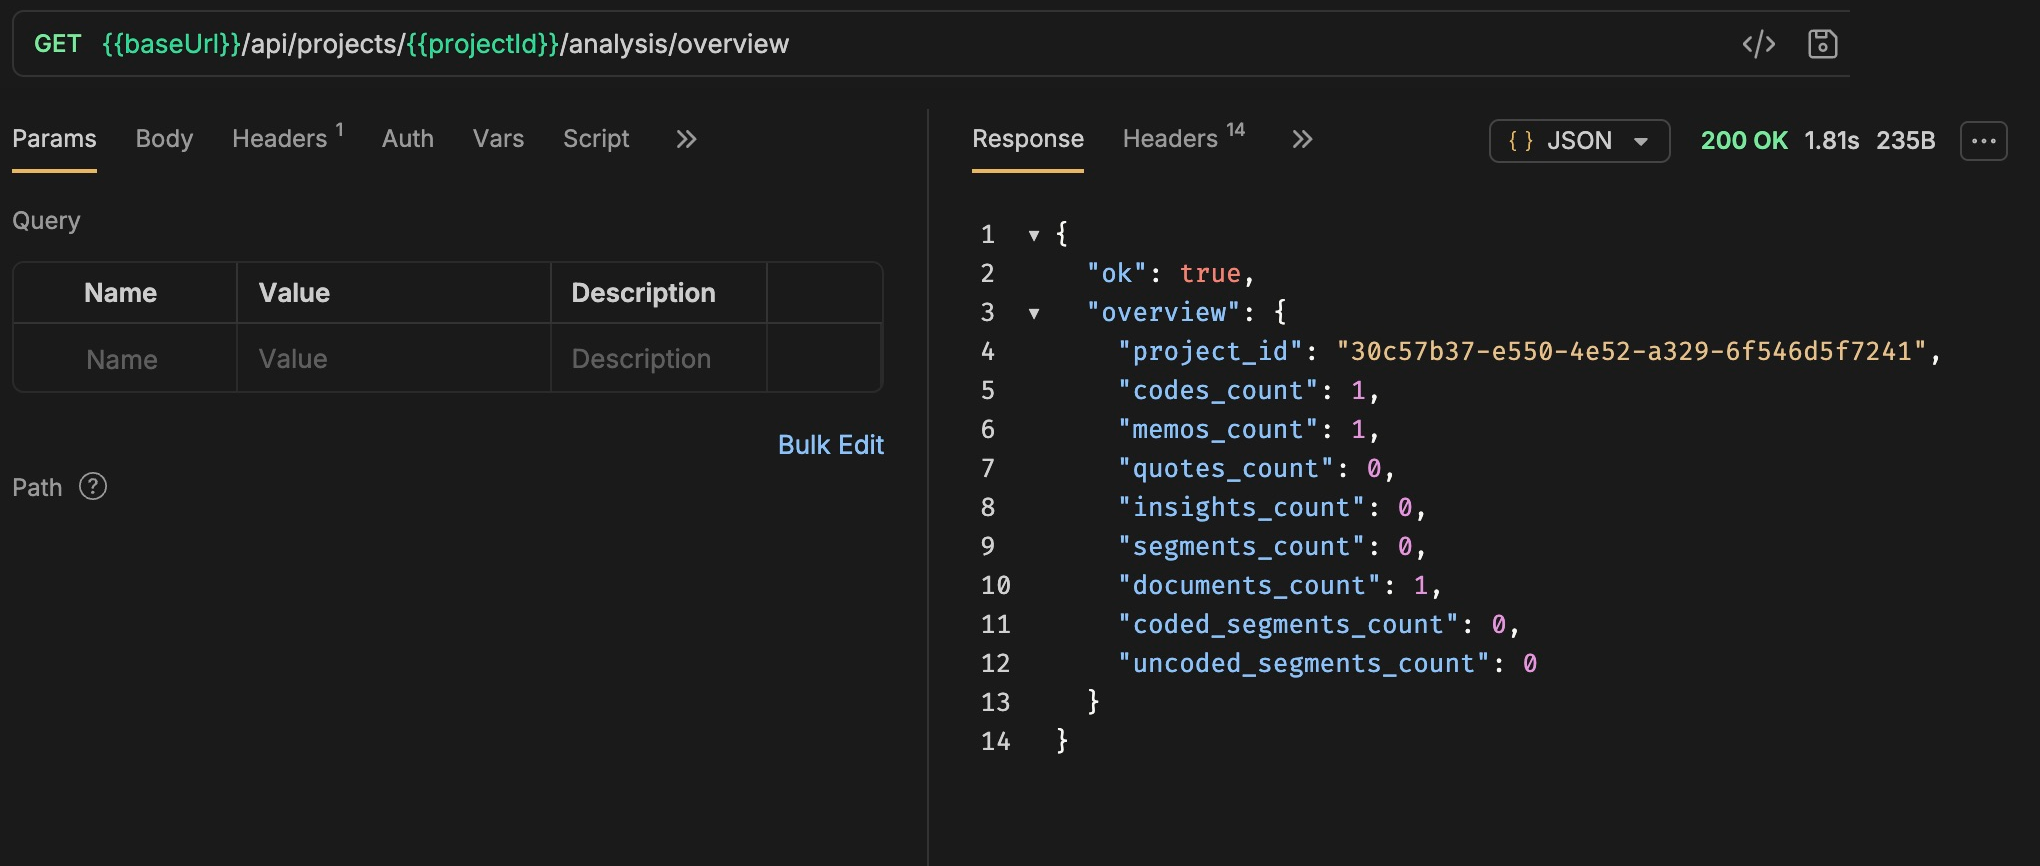 GET {{baseUrl}}/api/projects/{{projectId}}/analysis/overview
Params Body Headers 1 Auth Vars Script
Query
Name Value Description
Name Value Description
Bulk Edit
Path
Response Headers 14 { } JSON 200 OK 1.81s 235B
1 {
2 "ok": true,
3 "overview": {
4 "project_id": "30c57b37-e550-4e52-a329-6f546d5f7241",
5 "codes_count": 1,
6 "memos_count": 1,
7 "quotes_count": 0,
8 "insights_count": 0,
9 "segments_count": 0,
10 "documents_count": 1,
11 "coded_segments_count": 0,
12 "uncoded_segments_count": 0
13 }
14 }